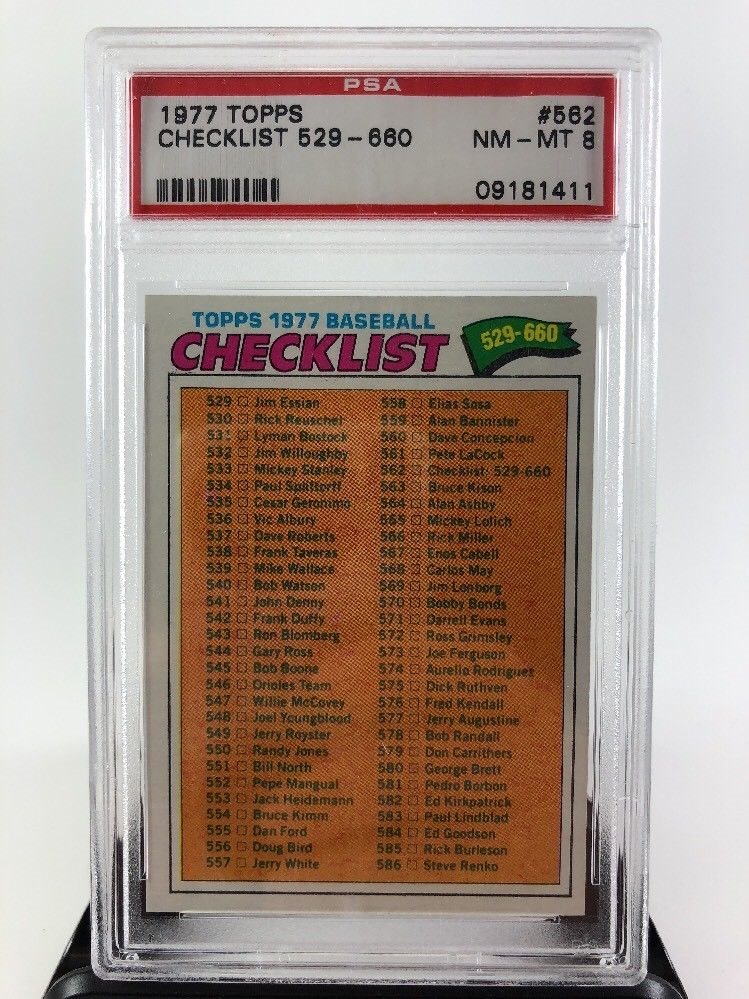 PSA
1977 TOPPS #562
CHECKLIST 529-660 NM-MT 8
09181411
TOPPS 1977 BASEBALL
CHECKLIST 529-660
529 Jim Essian
530 Rick Reuschel
531 Lyman Bostock
532 Jim Willoughby
533 Mickey Stanley
534 Paul Splittorff
535 Cesar Geronimo
536 Vic Albury
537 Dave Roberts
538 Frank Taveras
539 Mike Wallace
540 Bob Watson
541 John Denny
542 Frank Duffy
543 Ron Blomberg
544 Gary Ross
545 Bob Boone
546 Orioles Team
547 Willie McCovey
548 Joel Youngblood
549 Jerry Royster
550 Randy Jones
551 Bill North
552 Pepe Mangual
553 Jack Heidemann
554 Bruce Kimm
555 Dan Ford
556 Doug Bird
557 Jerry White
558 Elias Sosa
559 Alan Bannister
560 Dave Concepcion
561 Pete LaCock
562 Checklist: 529-660
563 Bruce Kison
564 Alan Ashby
565 Mickey Lolich
566 Rick Miller
567 Enos Cabell
568 Carlos May
569 Jim Lonborg
570 Bobby Bonds
571 Darrell Evans
572 Ross Grimsley
573 Joe Ferguson
574 Aurelio Rodriguez
575 Dick Ruthven
576 Fred Kendall
577 Jerry Augustine
578 Bob Randall
579 Don Carrithers
580 George Brett
581 Pedro Borbon
582 Ed Kirkpatrick
583 Paul Lindblad
584 Ed Goodson
585 Rick Burleson
586 Steve Renko